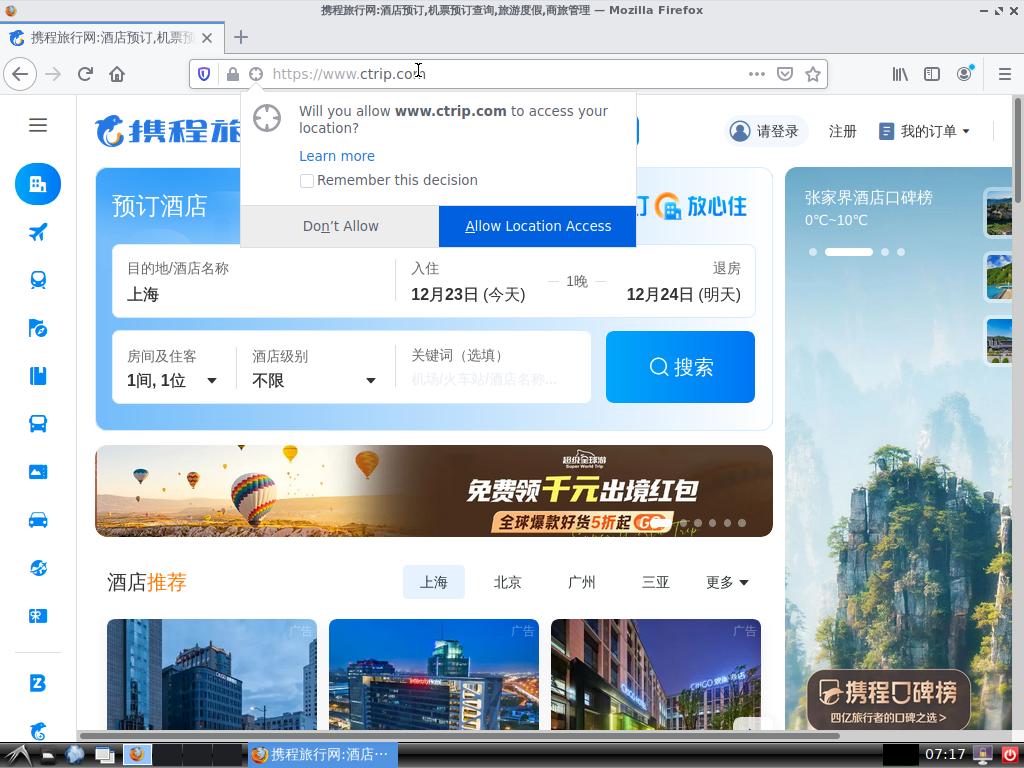 携程旅行网:酒店预订,机票预订查询,旅游度假,商旅管理 — Mozilla Firefox
携程旅行网:酒店预订,机票预
https://www.ctrip.com
Will you allow www.ctrip.com to access your
location?
Learn more
Remember this decision
Don't Allow
Allow Location Access
携程旅
请登录
注册
我的订单
预订酒店
订
放心住
目的地/酒店名称
上海
入住
12月23日 (今天)
1晚
退房
12月24日 (明天)
房间及住客
1间, 1位
酒店级别
不限
关键词（选填）
机场/火车站/酒店名称...
搜索
张家界酒店口碑榜
0℃~10℃
超级全球游
Super World Trip
免费领千元出境红包
全球爆款好货5折起 GO
酒店推荐
上海
北京
广州
三亚
更多
广告
广告
广告
携程口碑榜
四亿旅行者的口碑之选 >
携程旅行网:酒店…
07:17